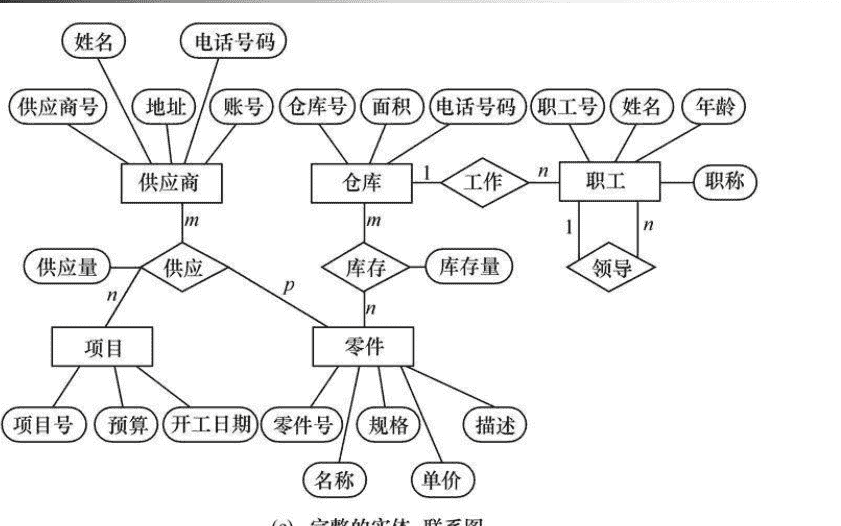 姓名
电话号码
供应商号
地址
账号
仓库号
面积
电话号码
职工号
姓名
年龄
供应商
仓库
1
工作
n
职工
职称
m
m
1
n
供应量
供应
库存
库存量
领导
n
p
n
项目
零件
项目号
预算
开工日期
零件号
规格
描述
名称
单价